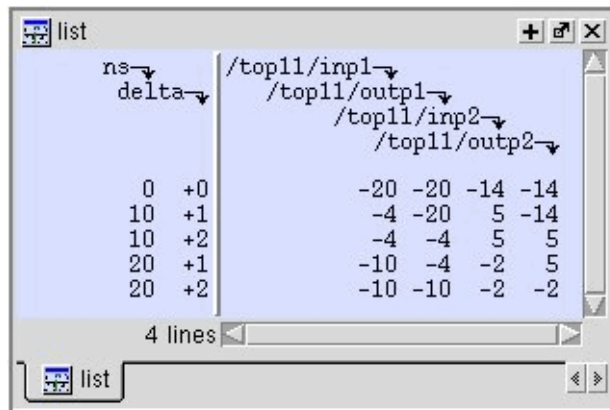 list
ns /top11/inp1
delta /top11/outp1
/top11/inp2
/top11/outp2
0 +0 -20 -20 -14 -14
10 +1 -4 -20 5 -14
10 +2 -4 -4 5 5
20 +1 -10 -4 -2 5
20 +2 -10 -10 -2 -2
4 lines
list